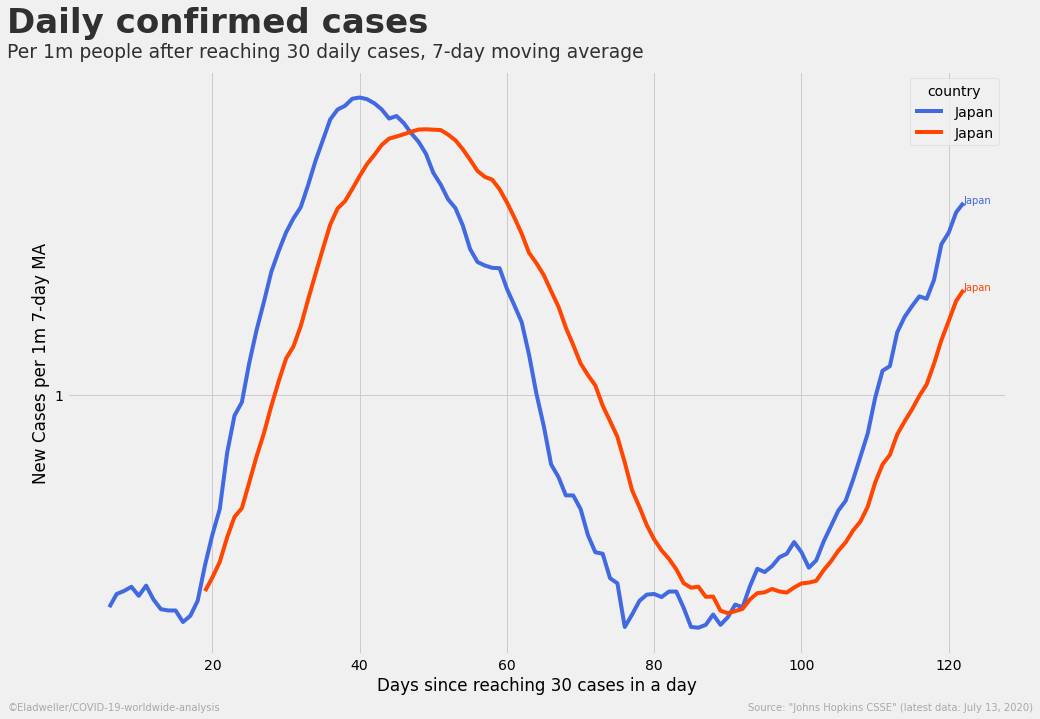 Daily confirmed cases
Per 1m people after reaching 30 daily cases, 7-day moving average
country
Japan
Japan
Japan
Japan
New Cases per 1m 7-day MA
1
20 40 60 80 100 120
Days since reaching 30 cases in a day
©Eladweller/COVID-19-worldwide-analysis
Source: "Johns Hopkins CSSE" (latest data: July 13, 2020)